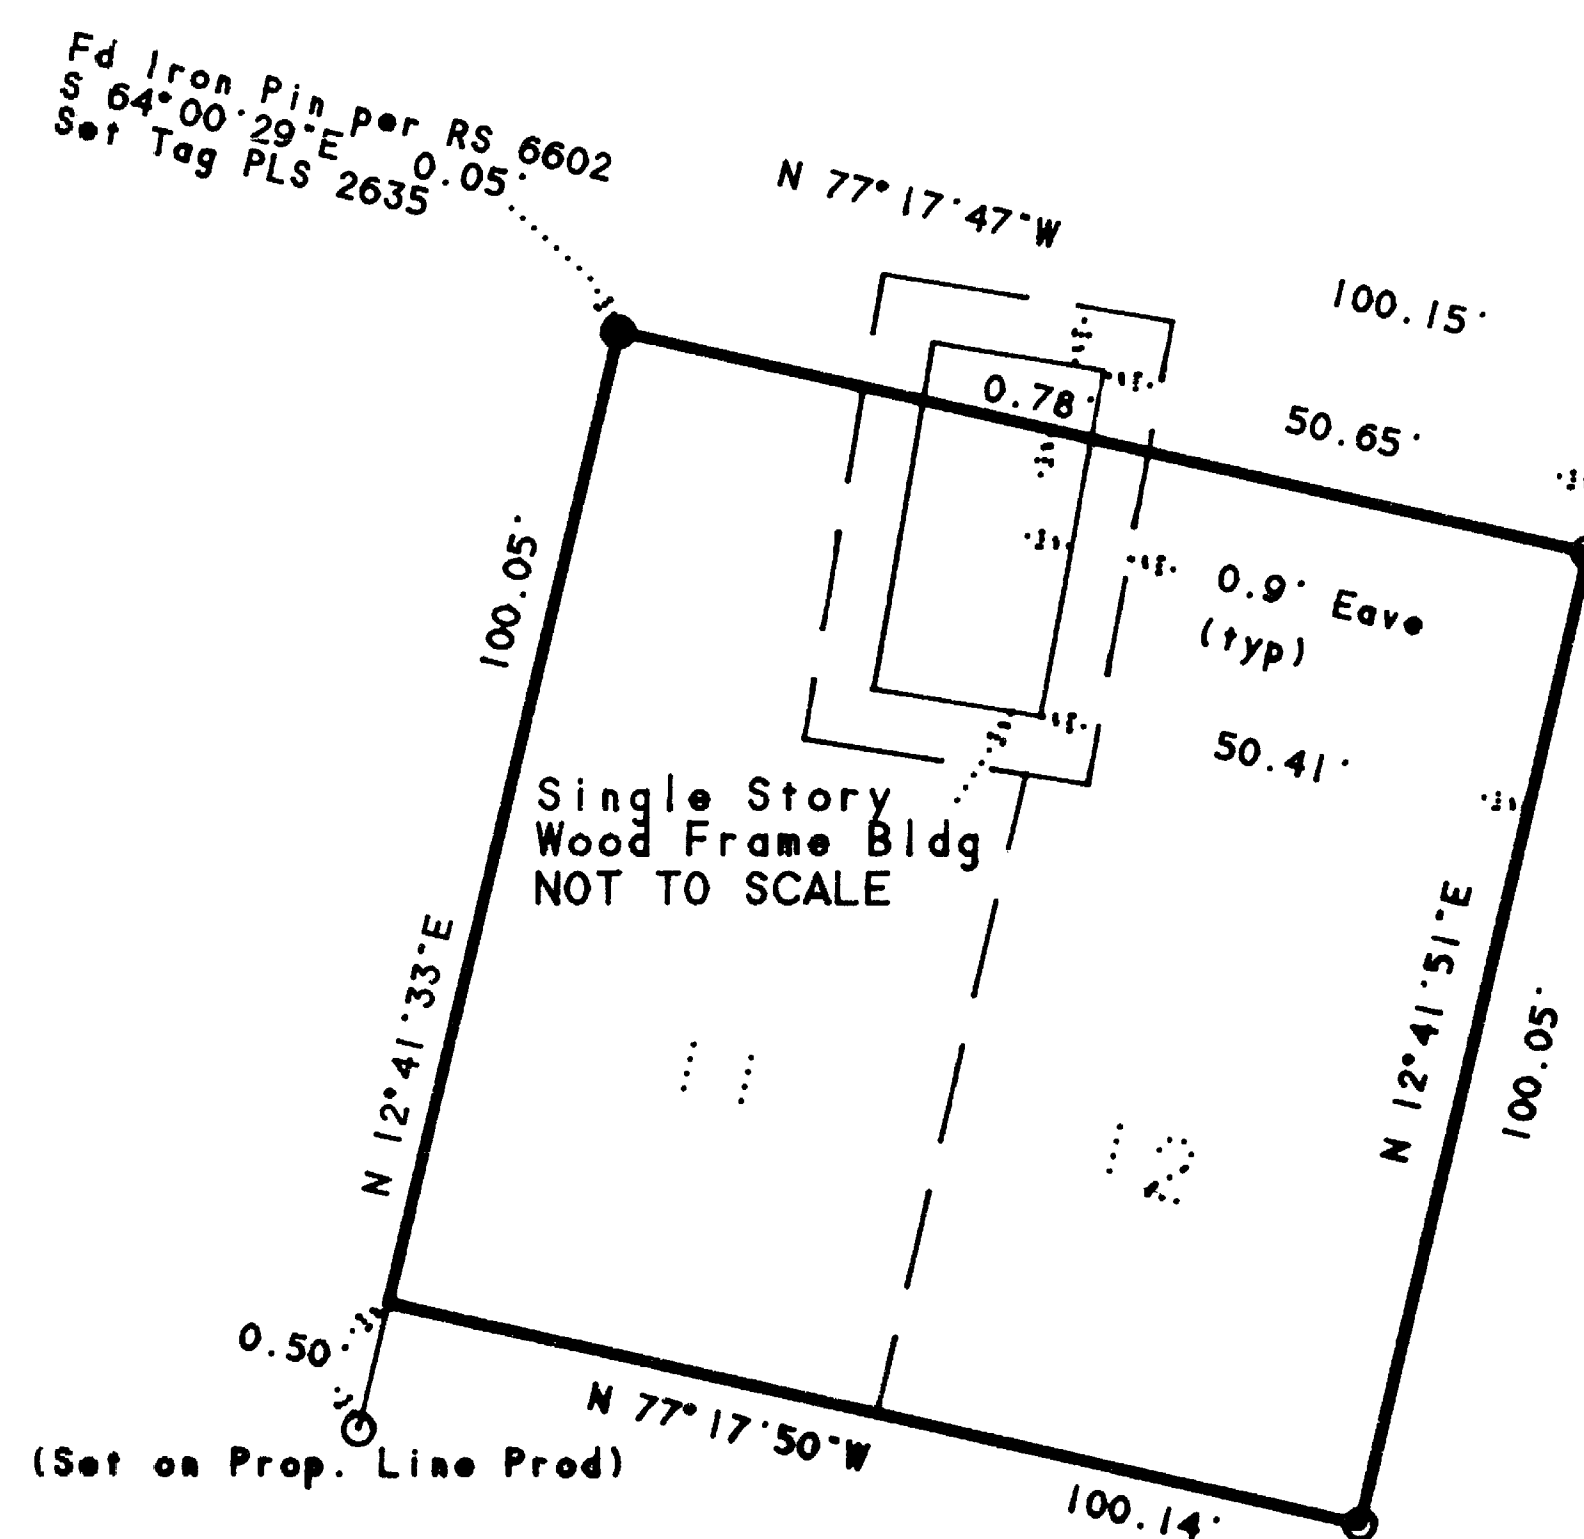 Fd Iron Pin per RS 6602
S 64°00'29"E 0.05'
Set Tag PLS 2635
N 77°17'47"W
100.15'
0.78'
50.65'
100.05'
0.9' Eave
(typ)
50.41'
Single Story
Wood Frame Bldg
NOT TO SCALE
N 12°41'33"E
N 12°41'51"E
100.05'
11
12
0.50'
N 77°17'50"W
(Set on Prop. Line Prod)
100.14'